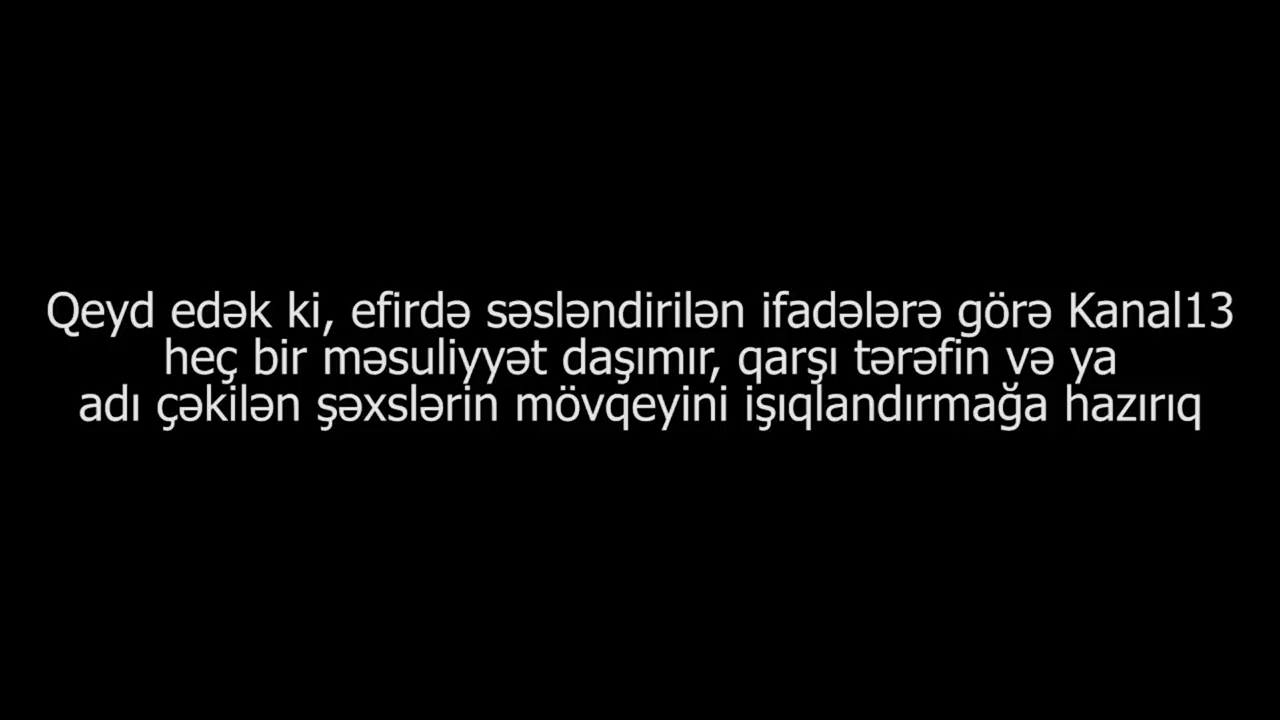 Qeyd edək ki, efirdə səsləndirilən ifadələrə görə Kanal13
heç bir məsuliyyət daşımır, qarşı tərəfin və ya
adı çəkilən şəxslərin mövqeyini işıqlandırmağa hazırıq